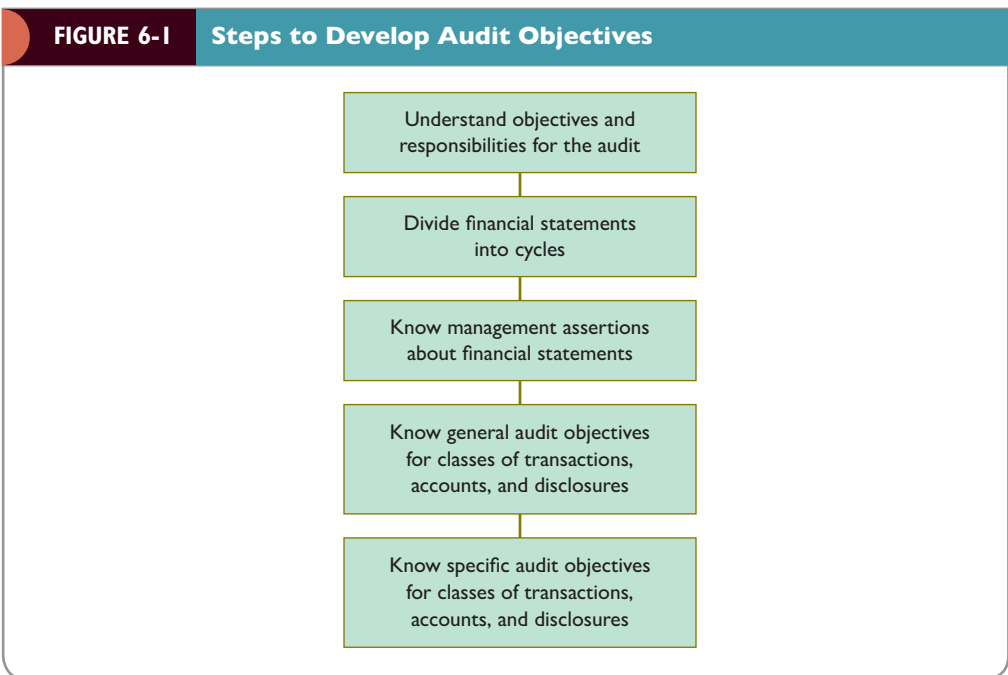 FIGURE 6-1 Steps to Develop Audit Objectives
Understand objectives and
responsibilities for the audit
Divide financial statements
into cycles
Know management assertions
about financial statements
Know general audit objectives
for classes of transactions,
accounts, and disclosures
Know specific audit objectives
for classes of transactions,
accounts, and disclosures